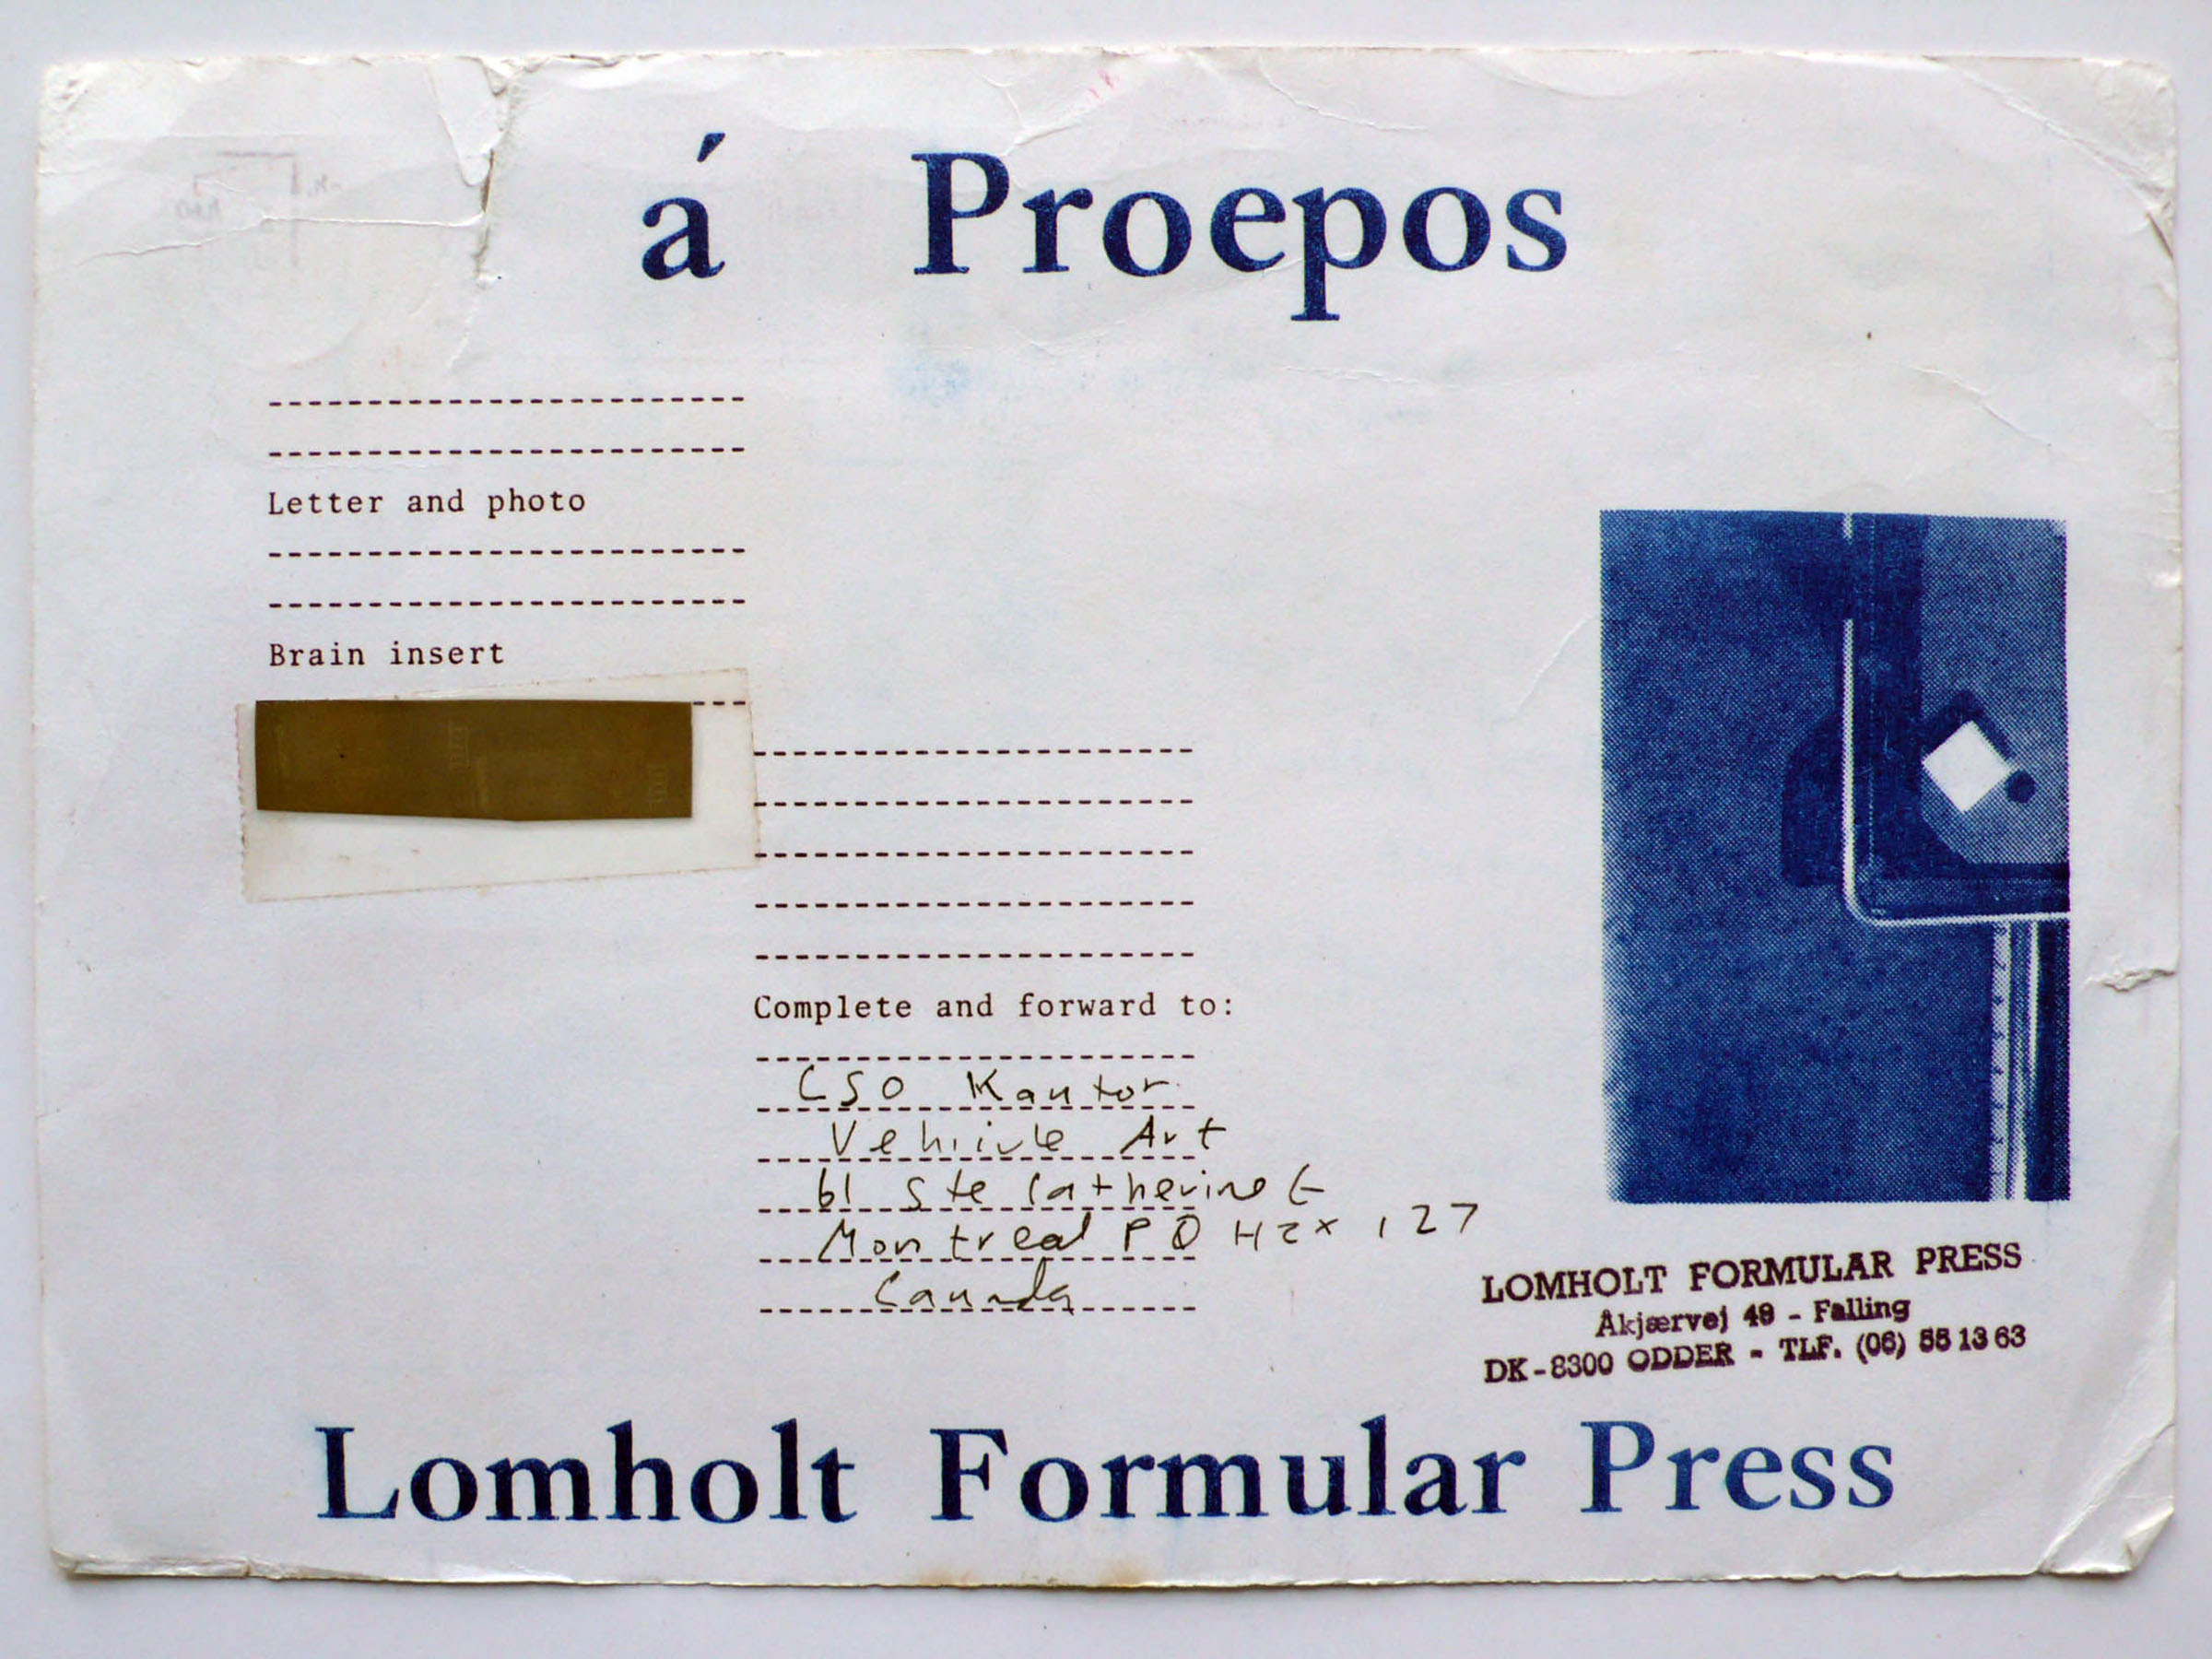 á Proepos
Letter and photo
Brain insert
Complete and forward to:
CSO Kantor
Vehicule Art
61 Ste Catherine E
Montreal PQ H2X 1Z7
Canada
LOMHOLT FORMULAR PRESS
Åkjærvej 49 - Falling
DK-8300 ODDER - TLF. (06) 55 13 63
Lomholt Formular Press